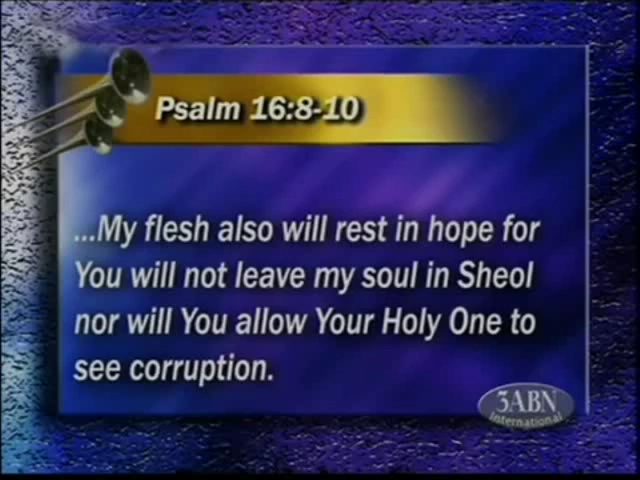 Psalm 16:8-10
...My flesh also will rest in hope for
You will not leave my soul in Sheol
nor will You allow Your Holy One to
see corruption.
3ABN
International